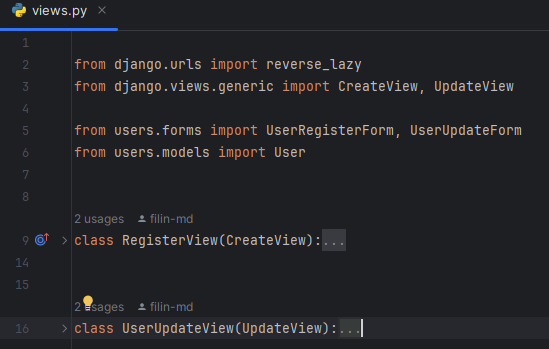 views.py
1
2 from django.urls import reverse_lazy
3 from django.views.generic import CreateView, UpdateView
4
5 from users.forms import UserRegisterForm, UserUpdateForm
6 from users.models import User
7
8
2 usages filin-md
9 class RegisterView(CreateView):...
14
15
2 usages filin-md
16 class UserUpdateView(UpdateView):...